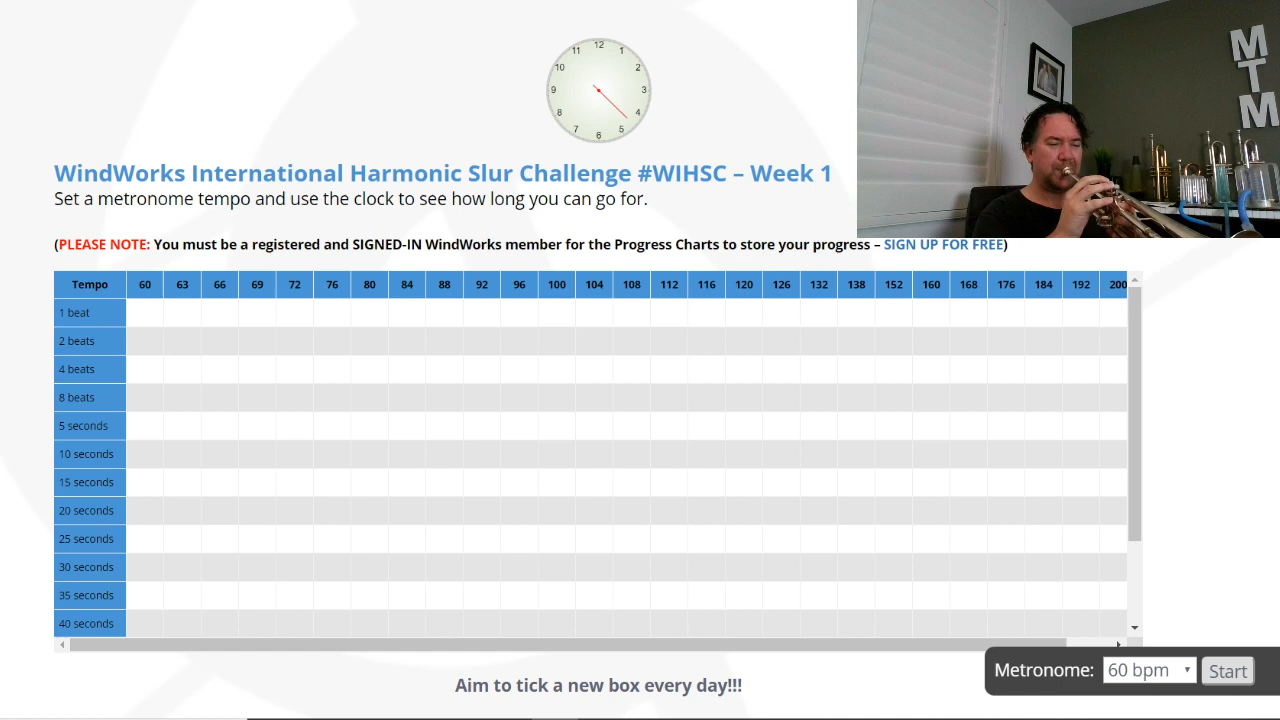 12
11 1
10 2
9 3
8 4
7 5
6
M
T
M
WindWorks International Harmonic Slur Challenge #WIHSC – Week 1
Set a metronome tempo and use the clock to see how long you can go for.
(PLEASE NOTE: You must be a registered and SIGNED-IN WindWorks member for the Progress Charts to store your progress – SIGN UP FOR FREE)
Tempo 60 63 66 69 72 76 80 84 88 92 96 100 104 108 112 116 120 126 132 138 152 160 168 176 184 192 200
1 beat
2 beats
4 beats
8 beats
5 seconds
10 seconds
15 seconds
20 seconds
25 seconds
30 seconds
35 seconds
40 seconds
Metronome: 60 bpm Start
Aim to tick a new box every day!!!